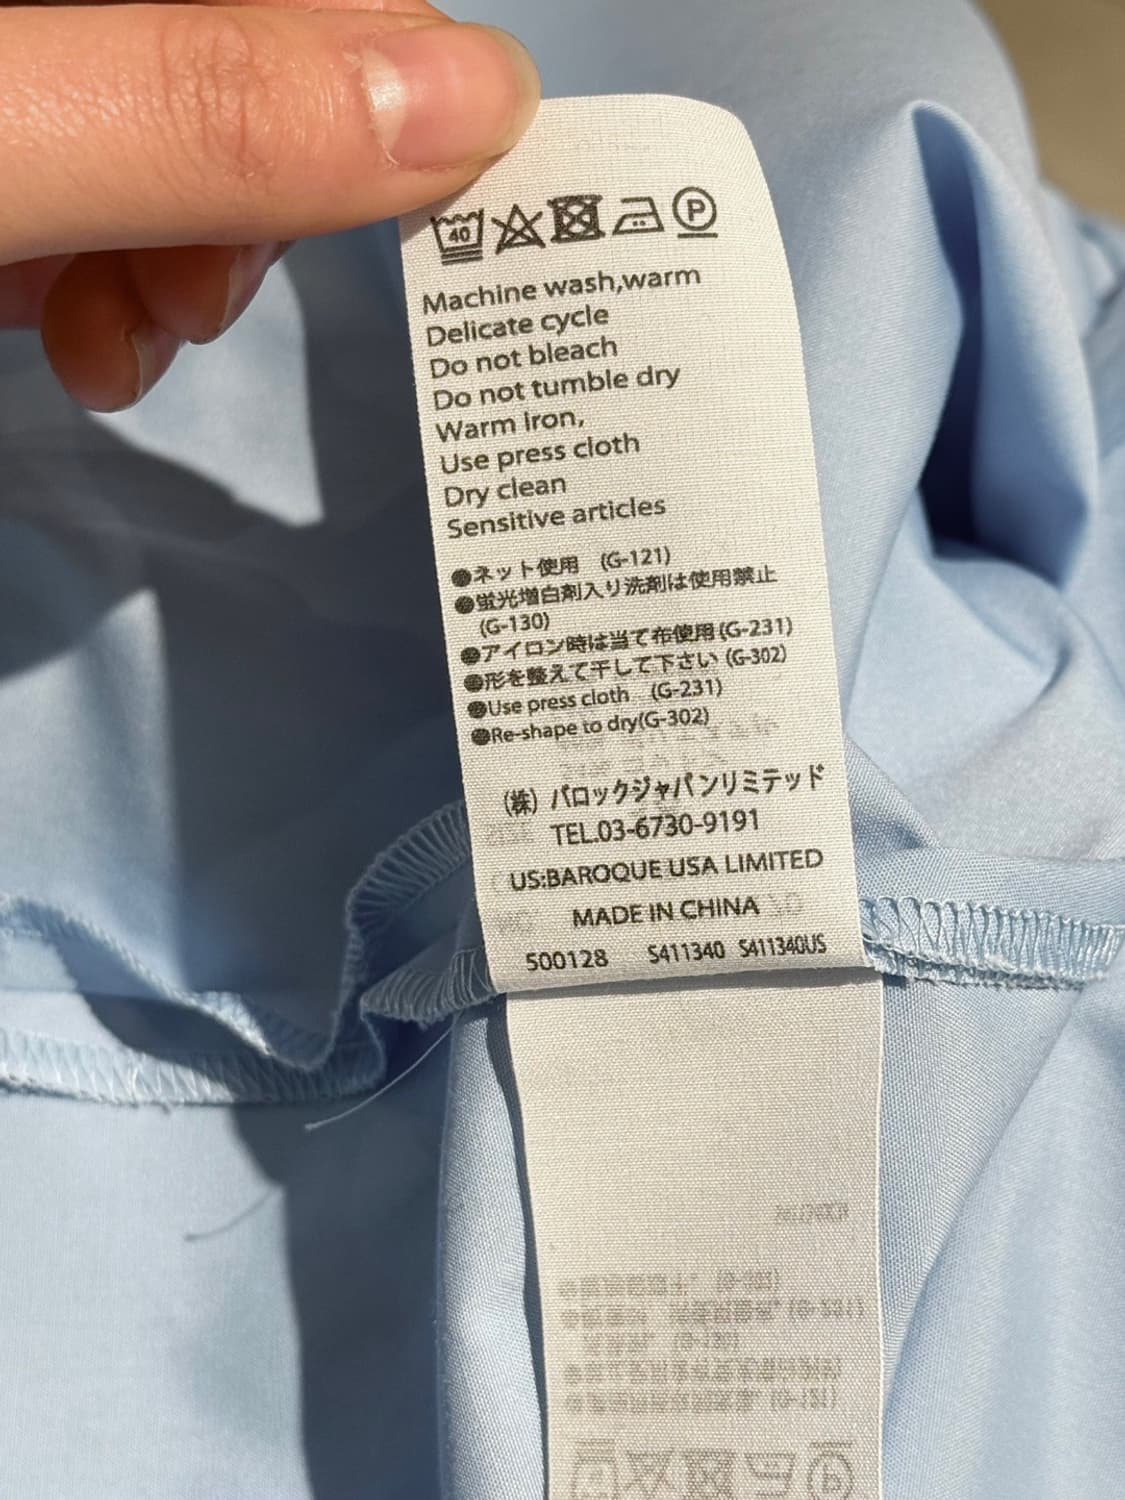 40 P
Machine wash,warm
Delicate cycle
Do not bleach
Do not tumble dry
Warm iron,
Use press cloth
Dry clean
Sensitive articles
●ネット使用 (G-121)
●蛍光増白剤入り洗剤は使用禁止
(G-130)
●アイロン時は当て布使用(G-231)
●形を整えて干して下さい (G-302)
●Use press cloth (G-231)
●Re-shape to dry(G-302)
(株) バロックジャパンリミテッド
TEL.03-6730-9191
US:BAROQUE USA LIMITED
MADE IN CHINA
500128 S411340 S411340US